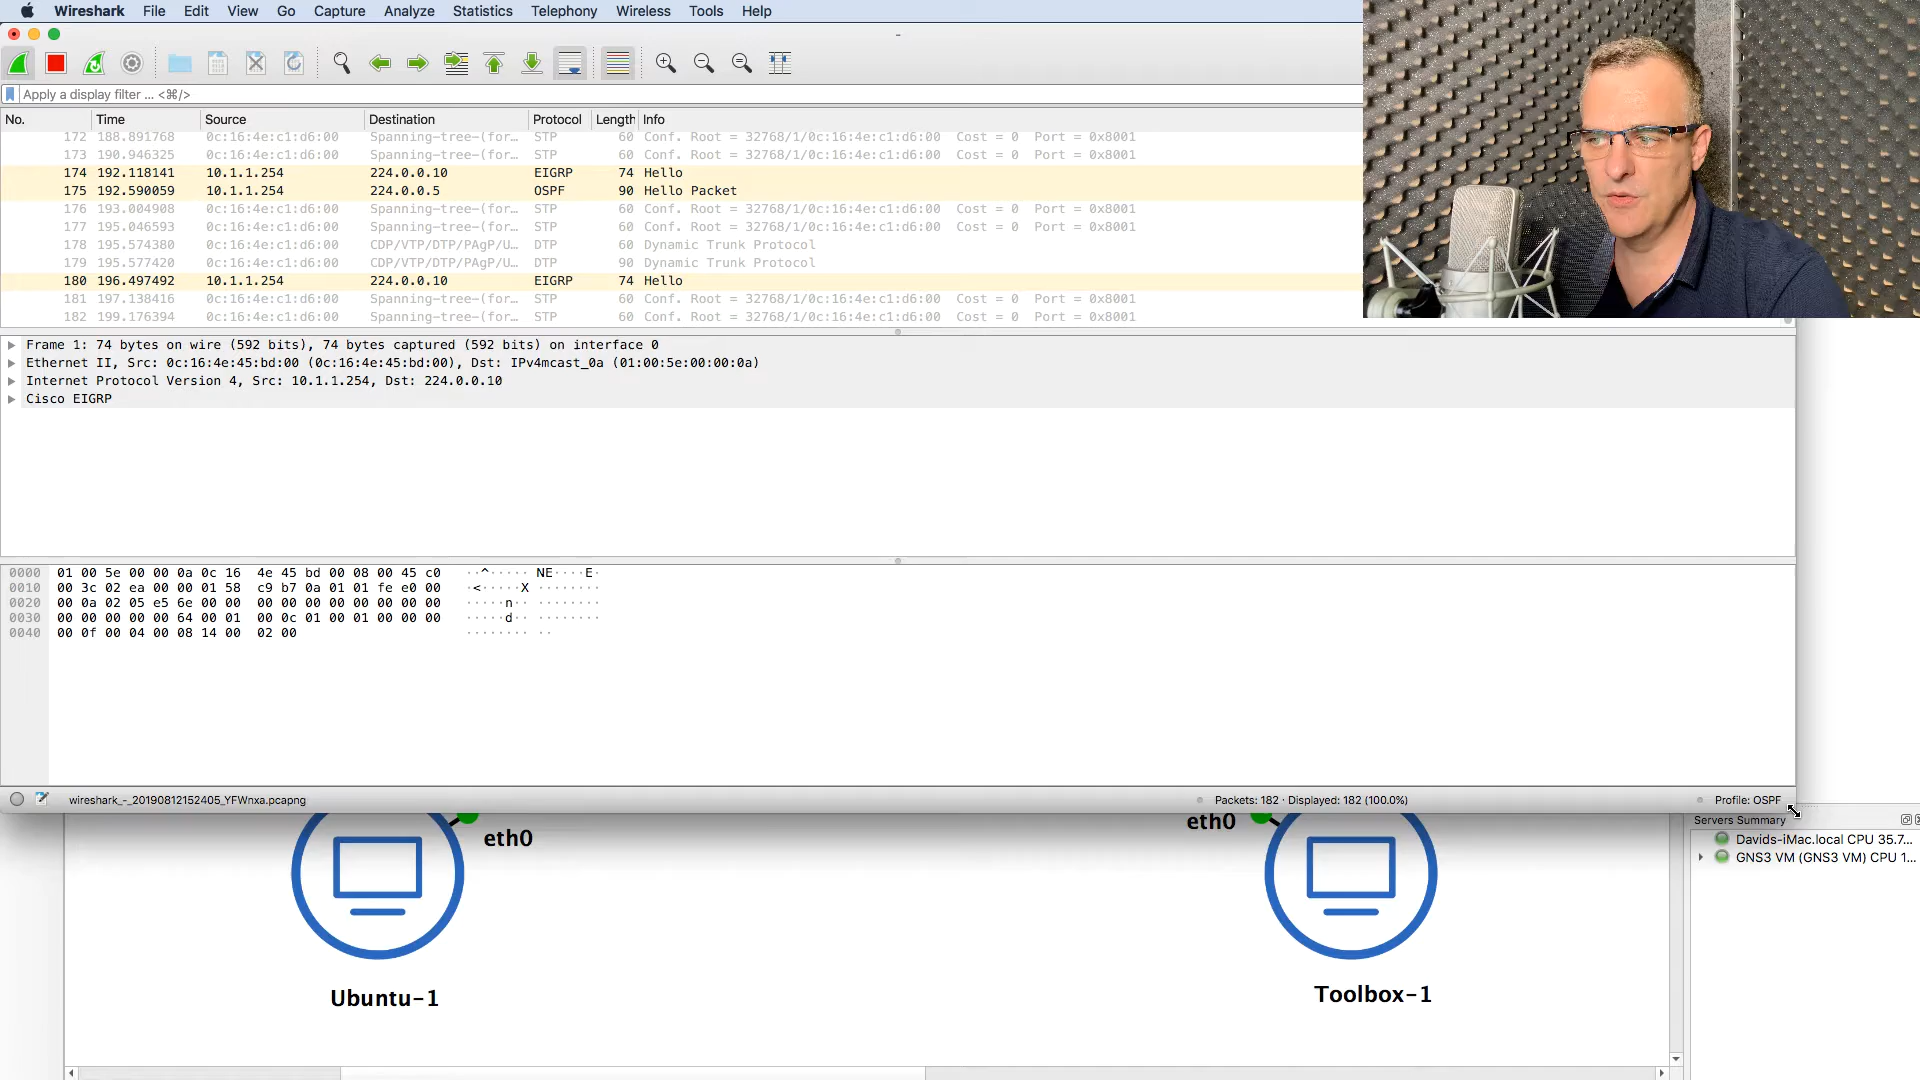 Wireshark File Edit View Go Capture Analyze Statistics Telephony Wireless Tools Help
-
Apply a display filter ... <⌘/>
No. Time Source Destination Protocol Length Info
172 188.891768 0c:16:4e:c1:d6:00 Spanning-tree-(for… STP 60 Conf. Root = 32768/1/0c:16:4e:c1:d6:00 Cost = 0 Port = 0x8001
173 190.946325 0c:16:4e:c1:d6:00 Spanning-tree-(for… STP 60 Conf. Root = 32768/1/0c:16:4e:c1:d6:00 Cost = 0 Port = 0x8001
174 192.118141 10.1.1.254 224.0.0.10 EIGRP 74 Hello
175 192.590059 10.1.1.254 224.0.0.5 OSPF 90 Hello Packet
176 193.004908 0c:16:4e:c1:d6:00 Spanning-tree-(for… STP 60 Conf. Root = 32768/1/0c:16:4e:c1:d6:00 Cost = 0 Port = 0x8001
177 195.046593 0c:16:4e:c1:d6:00 Spanning-tree-(for… STP 60 Conf. Root = 32768/1/0c:16:4e:c1:d6:00 Cost = 0 Port = 0x8001
178 195.574380 0c:16:4e:c1:d6:00 CDP/VTP/DTP/PAgP/U… DTP 60 Dynamic Trunk Protocol
179 195.577420 0c:16:4e:c1:d6:00 CDP/VTP/DTP/PAgP/U… DTP 90 Dynamic Trunk Protocol
180 196.497492 10.1.1.254 224.0.0.10 EIGRP 74 Hello
181 197.138416 0c:16:4e:c1:d6:00 Spanning-tree-(for… STP 60 Conf. Root = 32768/1/0c:16:4e:c1:d6:00 Cost = 0 Port = 0x8001
182 199.176394 0c:16:4e:c1:d6:00 Spanning-tree-(for… STP 60 Conf. Root = 32768/1/0c:16:4e:c1:d6:00 Cost = 0 Port = 0x8001
Frame 1: 74 bytes on wire (592 bits), 74 bytes captured (592 bits) on interface 0
Ethernet II, Src: 0c:16:4e:45:bd:00 (0c:16:4e:45:bd:00), Dst: IPv4mcast_0a (01:00:5e:00:00:0a)
Internet Protocol Version 4, Src: 10.1.1.254, Dst: 224.0.0.10
Cisco EIGRP
0000 01 00 5e 00 00 0a 0c 16 4e 45 bd 00 08 00 45 c0 ··^····· NE····E·
0010 00 3c 02 ea 00 00 01 58 c9 b7 0a 01 01 fe e0 00 ·<·····X ········
0020 00 0a 02 05 e5 6e 00 00 00 00 00 00 00 00 00 00 ·····n·· ········
0030 00 00 00 00 00 64 00 01 00 0c 01 00 01 00 00 00 ·····d·· ········
0040 00 0f 00 04 00 08 14 00 02 00 ········ ··
wireshark_-_20190812152405_YFWnxa.pcapng Packets: 182 · Displayed: 182 (100.0%) Profile: OSPF
eth0
eth0
Ubuntu-1
Toolbox-1
Servers Summary
Davids-iMac.local CPU 35.7...
GNS3 VM (GNS3 VM) CPU 1...